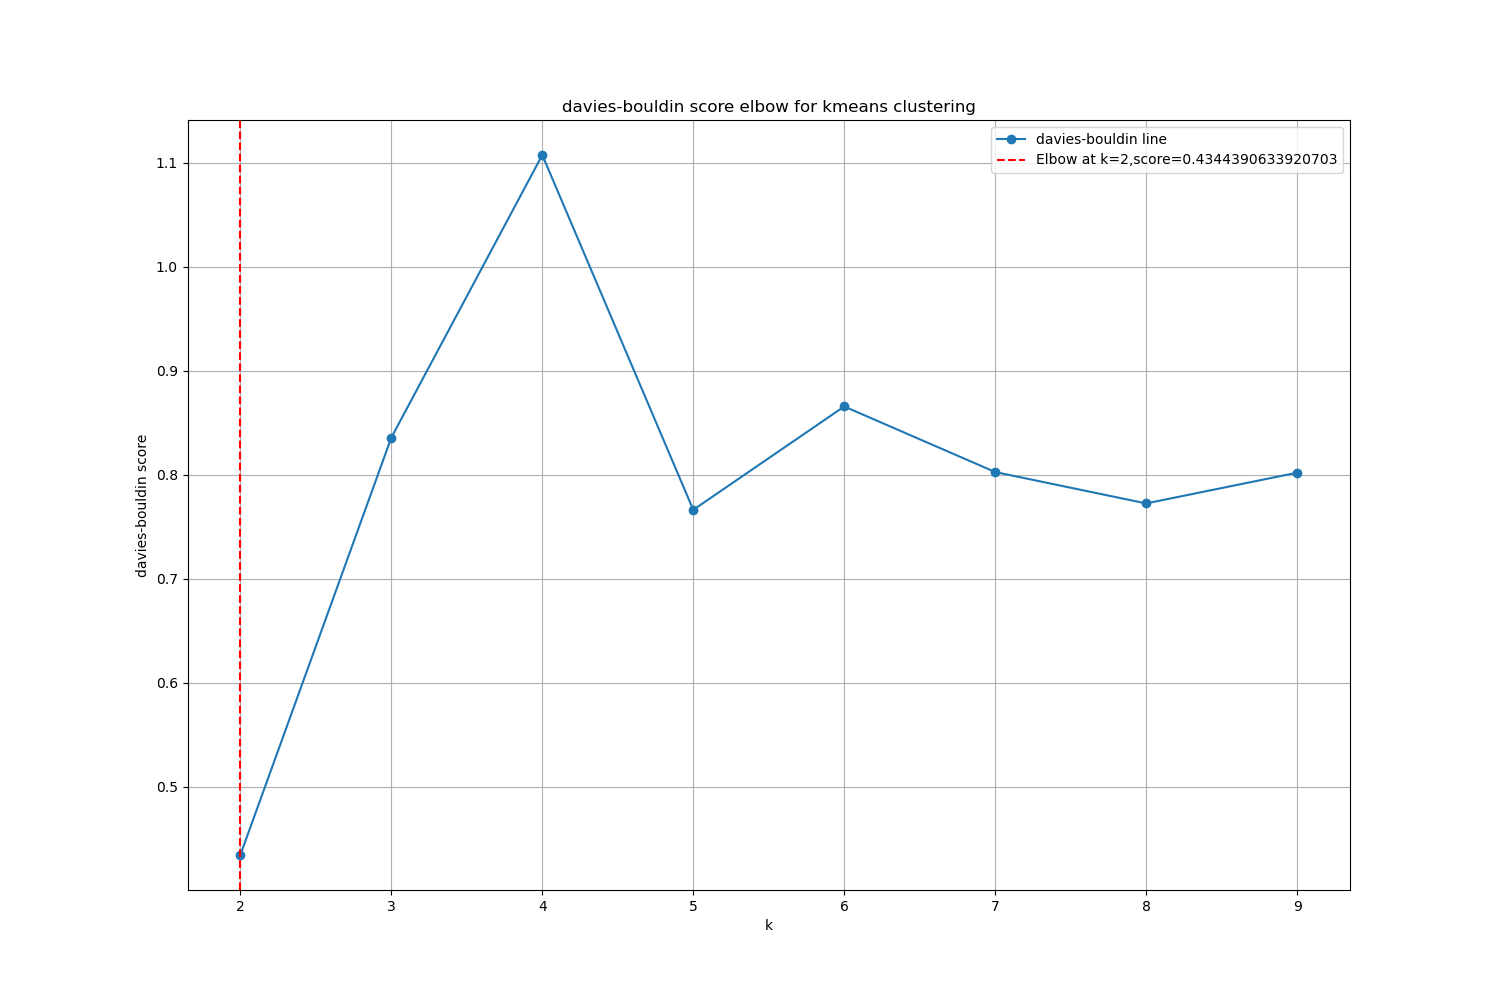 davies-bouldin score elbow for kmeans clustering
davies-bouldin line
Elbow at k=2,score=0.4344390633920703
1.1
1.0
0.9
0.8
0.7
0.6
0.5
davies-bouldin score
2 3 4 5 6 7 8 9
k